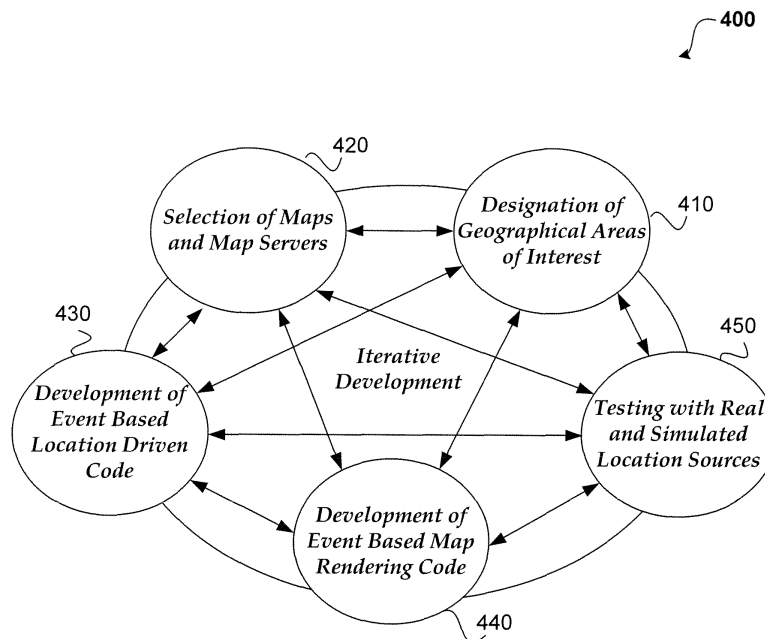 400
420
Selection of Maps
and Map Servers
Designation of
Geographical Areas
of Interest
410
430
Iterative
Development
450
Development of
Event Based
Location Driven
Code
Testing with Real
and Simulated
Location Sources
Development of
Event Based Map
Rendering Code
440